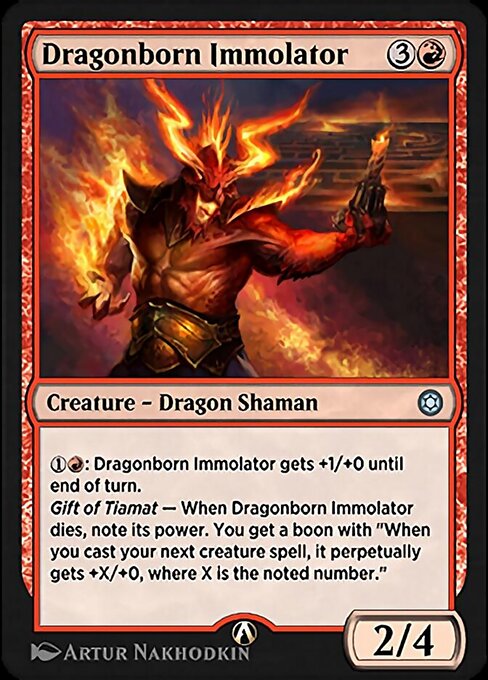 Dragonborn Immolator 3
Creature – Dragon Shaman
1: Dragonborn Immolator gets +1/+0 until
end of turn.
Gift of Tiamat — When Dragonborn Immolator
dies, note its power. You get a boon with "When
you cast your next creature spell, it perpetually
gets +X/+0, where X is the noted number."
2/4
Artur Nakhodkin